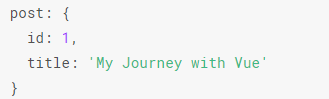 post: {
  id: 1,
  title: 'My Journey with Vue'
}